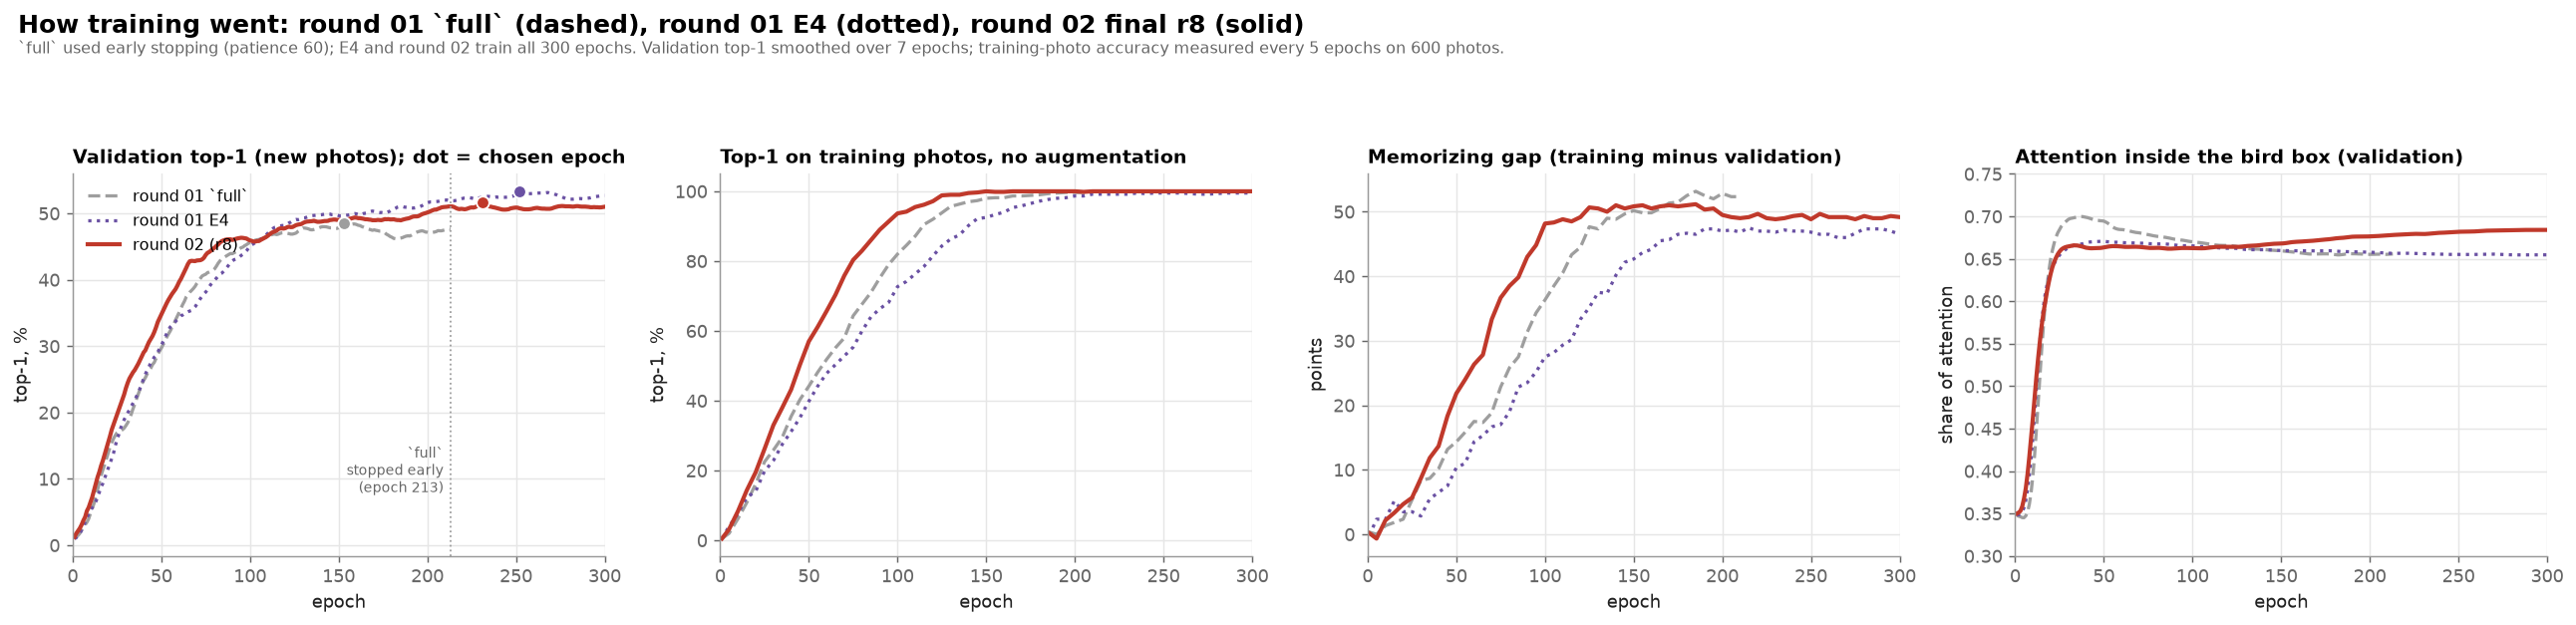 How training went: round 01 `full` (dashed), round 01 E4 (dotted), round 02 final r8 (solid)
`full` used early stopping (patience 60); E4 and round 02 train all 300 epochs. Validation top-1 smoothed over 7 epochs; training-photo accuracy measured every 5 epochs on 600 photos.
Validation top-1 (new photos); dot = chosen epoch
round 01 `full`
round 01 E4
round 02 (r8)
`full`
stopped early
(epoch 213)
top-1, %
0
10
20
30
40
50
0 50 100 150 200 250 300
epoch
Top-1 on training photos, no augmentation
top-1, %
0
20
40
60
80
100
0 50 100 150 200 250 300
epoch
Memorizing gap (training minus validation)
points
0
10
20
30
40
50
0 50 100 150 200 250 300
epoch
Attention inside the bird box (validation)
share of attention
0.30
0.35
0.40
0.45
0.50
0.55
0.60
0.65
0.70
0.75
0 50 100 150 200 250 300
epoch